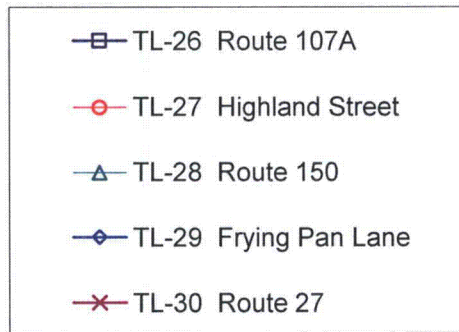 TL-26 Route 107A
TL-27 Highland Street
TL-28 Route 150
TL-29 Frying Pan Lane
TL-30 Route 27